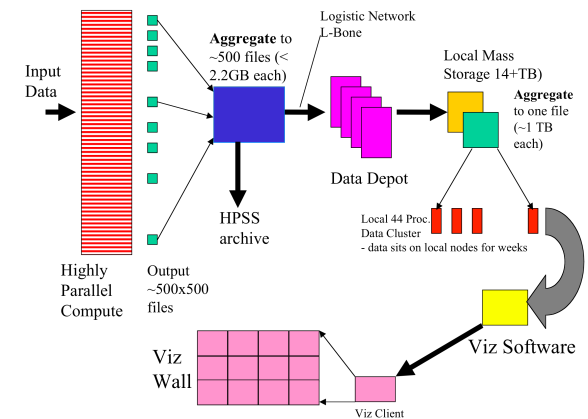 Logistic Network
L-Bone
Aggregate to
~500 files (<
2.2GB each)
Local Mass
Storage 14+TB)
Input
Data
Aggregate
to one file
(~1 TB
each)
Data Depot
HPSS
archive
Local 44 Proc.
Data Cluster
- data sits on local nodes for weeks
Highly
Parallel
Compute
Output
~500x500
files
Viz Software
Viz
Wall
Viz Client